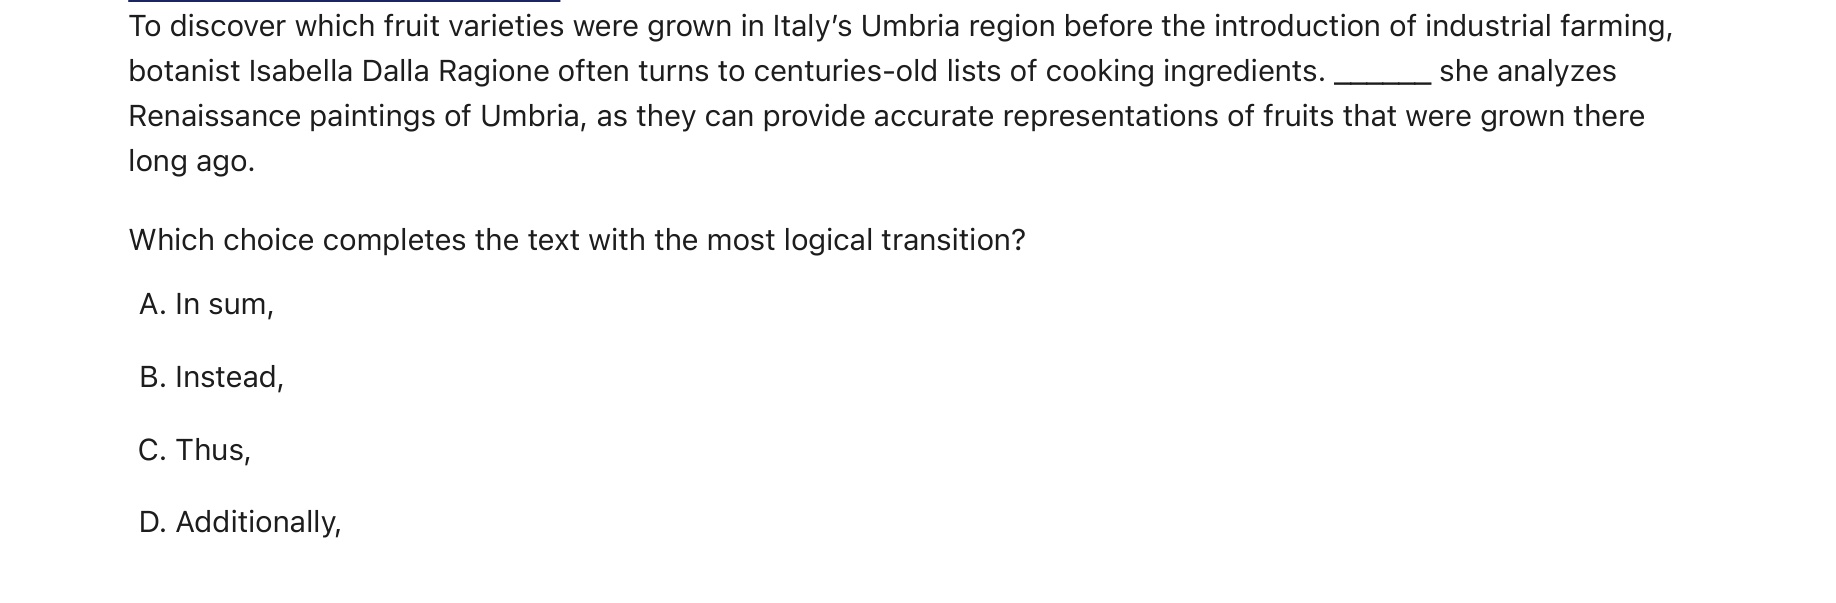 To discover which fruit varieties were grown in Italy’s Umbria region before the introduction of industrial farming,
botanist Isabella Dalla Ragione often turns to centuries-old lists of cooking ingredients. ______ she analyzes
Renaissance paintings of Umbria, as they can provide accurate representations of fruits that were grown there
long ago.
Which choice completes the text with the most logical transition?
A. In sum,
B. Instead,
C. Thus,
D. Additionally,